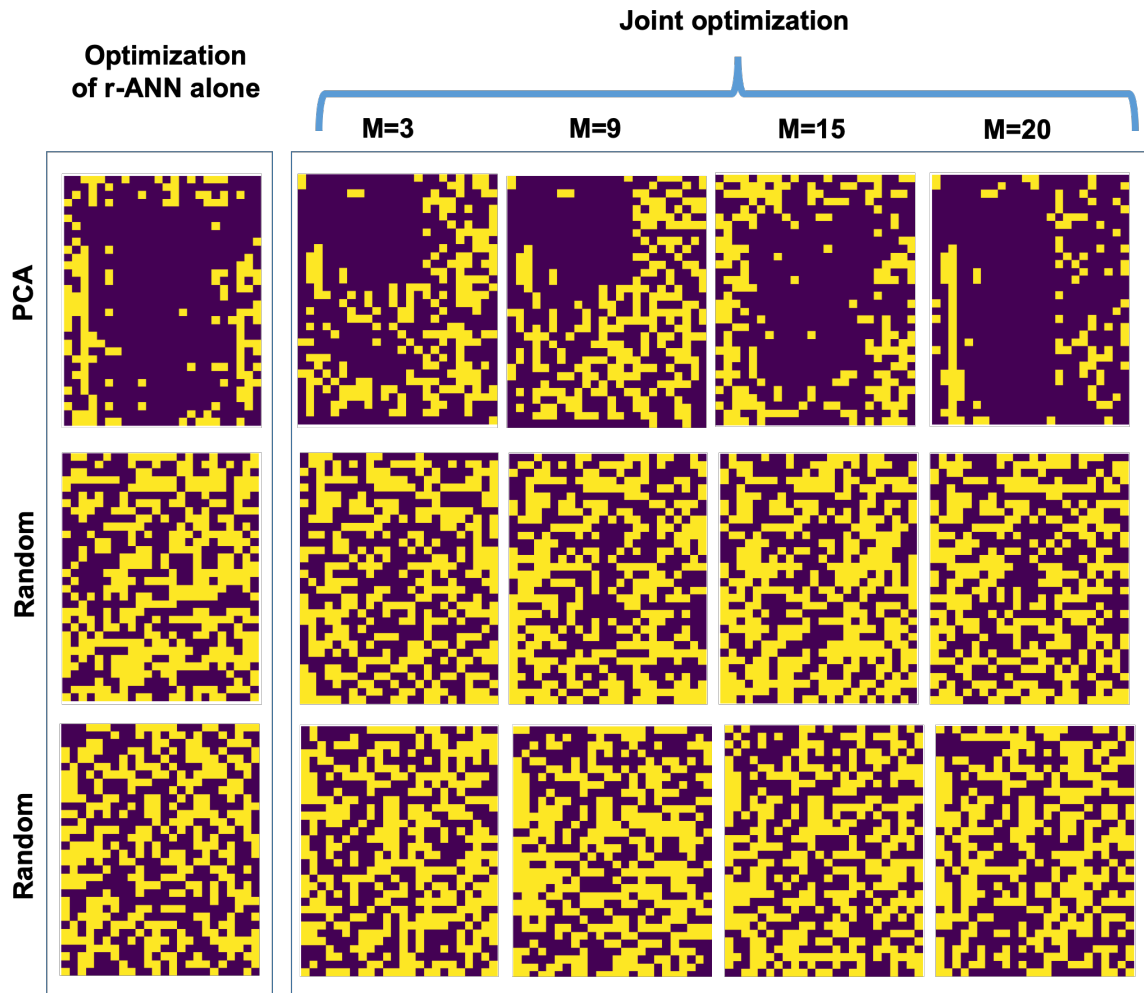 Joint optimization
Optimization
of r-ANN alone
M=3
M=9
M=15
M=20
PCA
Random
Random